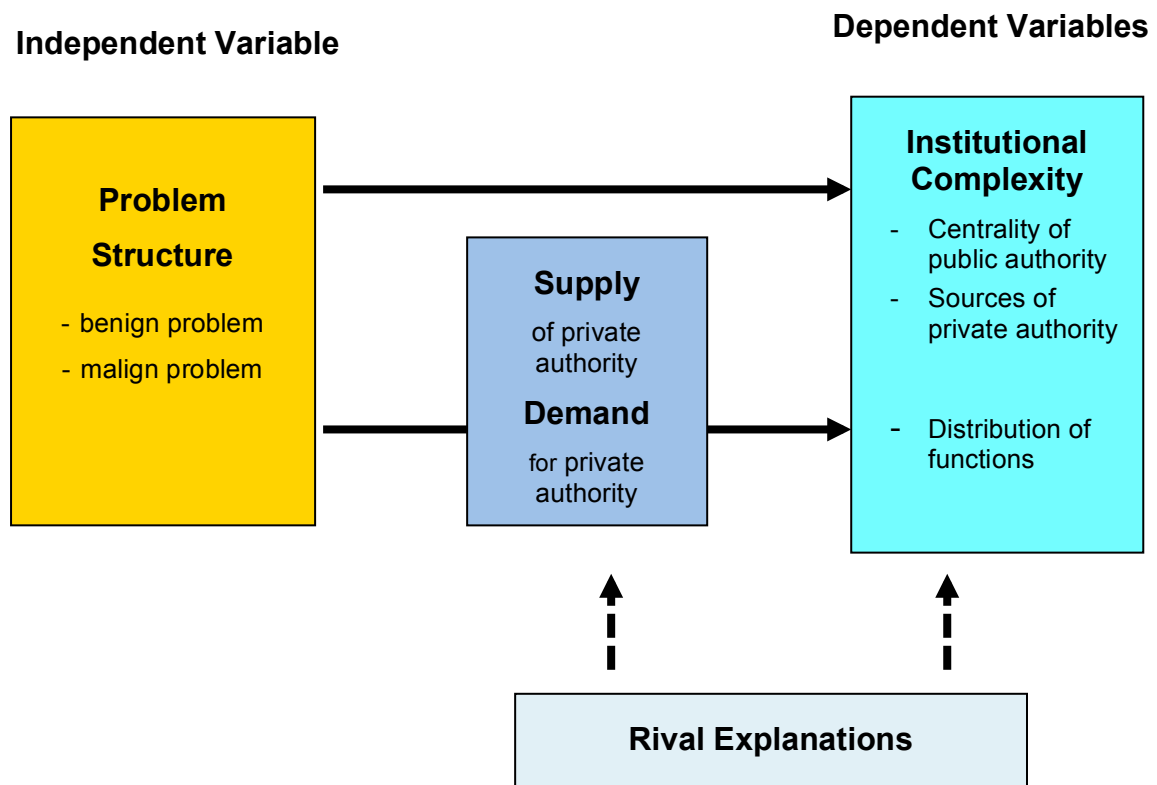 Independent Variable
Dependent Variables
Problem
Structure
- benign problem
- malign problem
Supply
of private
authority
Demand
for private
authority
Institutional
Complexity
- Centrality of
public authority
- Sources of
private authority
- Distribution of
functions
Rival Explanations